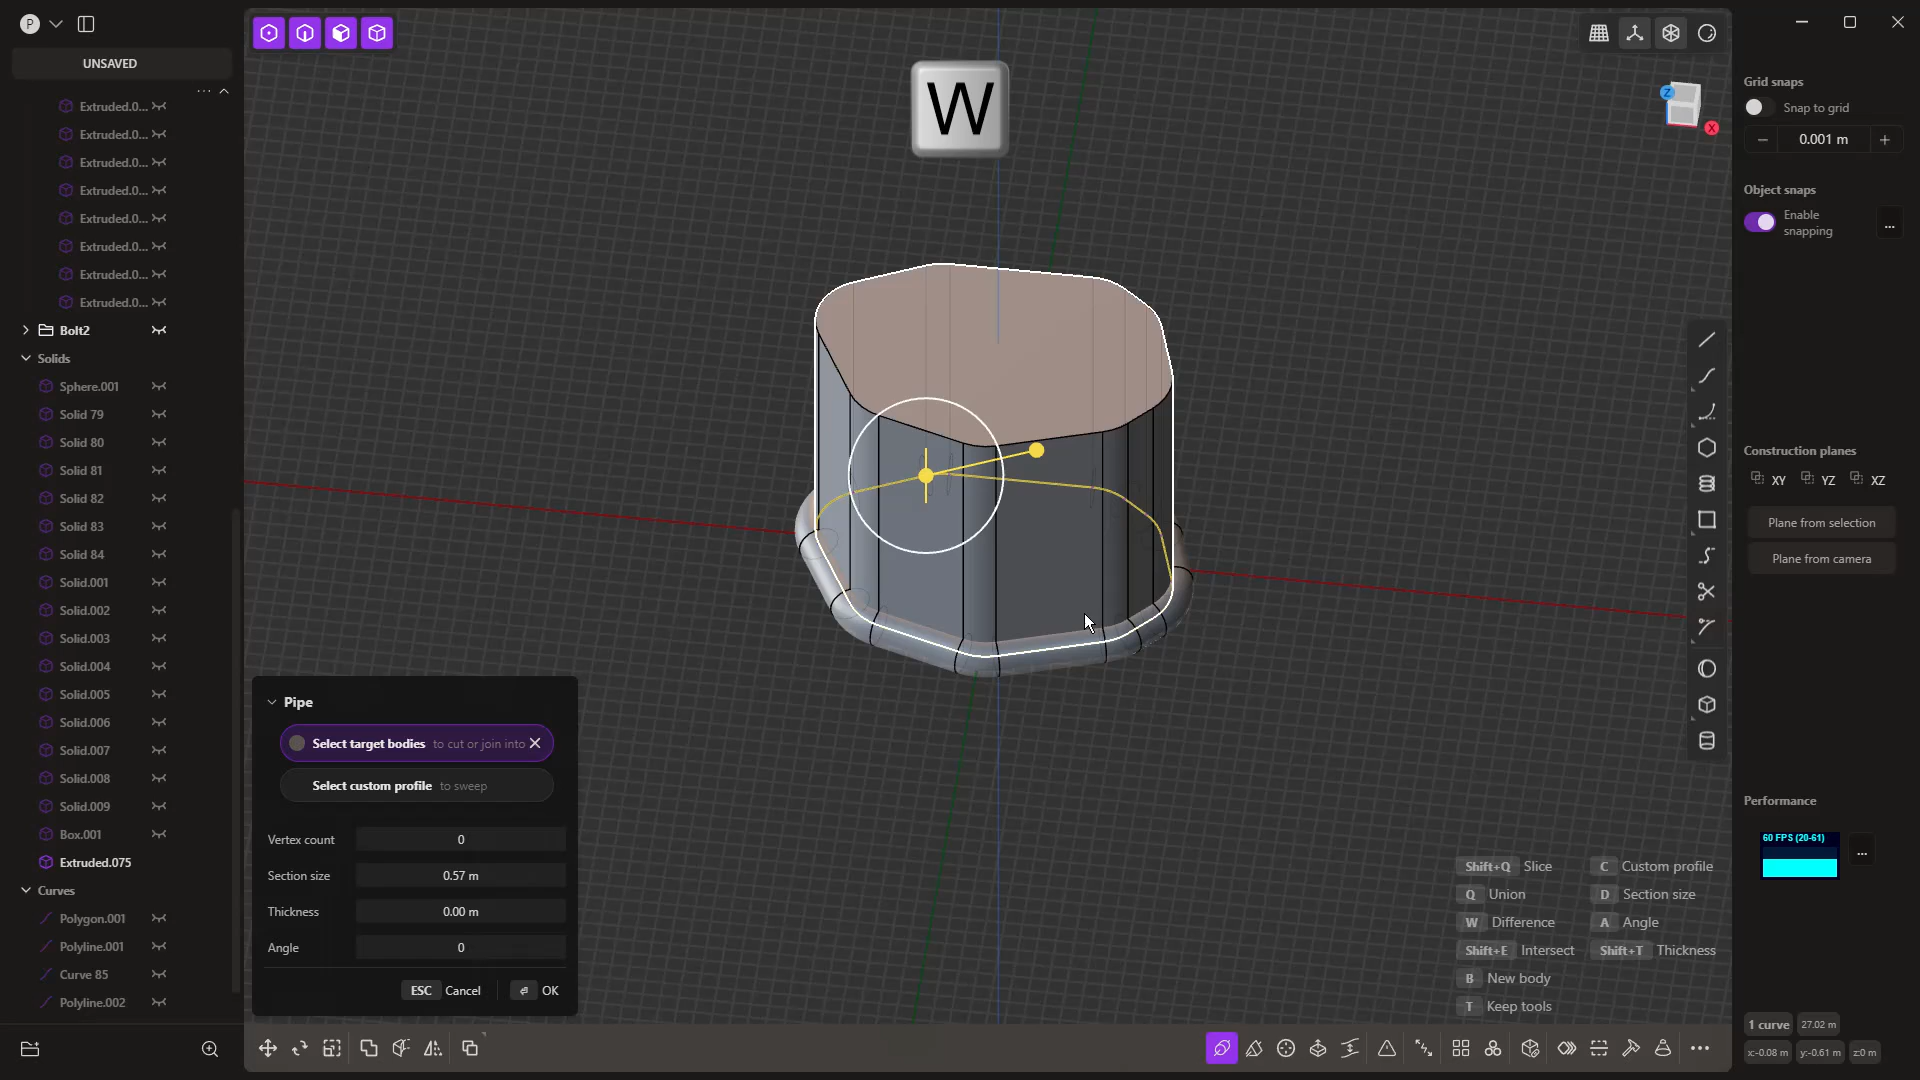 P
UNSAVED
Extruded.0...
Extruded.0...
Extruded.0...
Extruded.0...
Extruded.0...
Extruded.0...
Extruded.0...
Extruded.0...
Bolt2
Solids
Sphere.001
Solid 79
Solid 80
Solid 81
Solid 82
Solid 83
Solid 84
Solid.001
Solid.002
Solid.003
Solid.004
Solid.005
Solid.006
Solid.007
Solid.008
Solid.009
Box.001
Extruded.075
Curves
Polygon.001
Polyline.001
Curve 85
Polyline.002
W
Z
X
Pipe
Select target bodies to cut or join into
Select custom profile to sweep
Vertex count 0
Section size 0.57 m
Thickness 0.00 m
Angle 0
ESC Cancel OK
Shift+Q Slice C Custom profile
Q Union D Section size
W Difference A Angle
Shift+E Intersect Shift+T Thickness
B New body
T Keep tools
Grid snaps
Snap to grid
0.001 m
Object snaps
Enable
snapping
...
Construction planes
XY YZ XZ
Plane from selection
Plane from camera
Performance
60 FPS (20-61)
...
1 curve 27.02 m
x:-0.08 m y:-0.61 m z:0 m